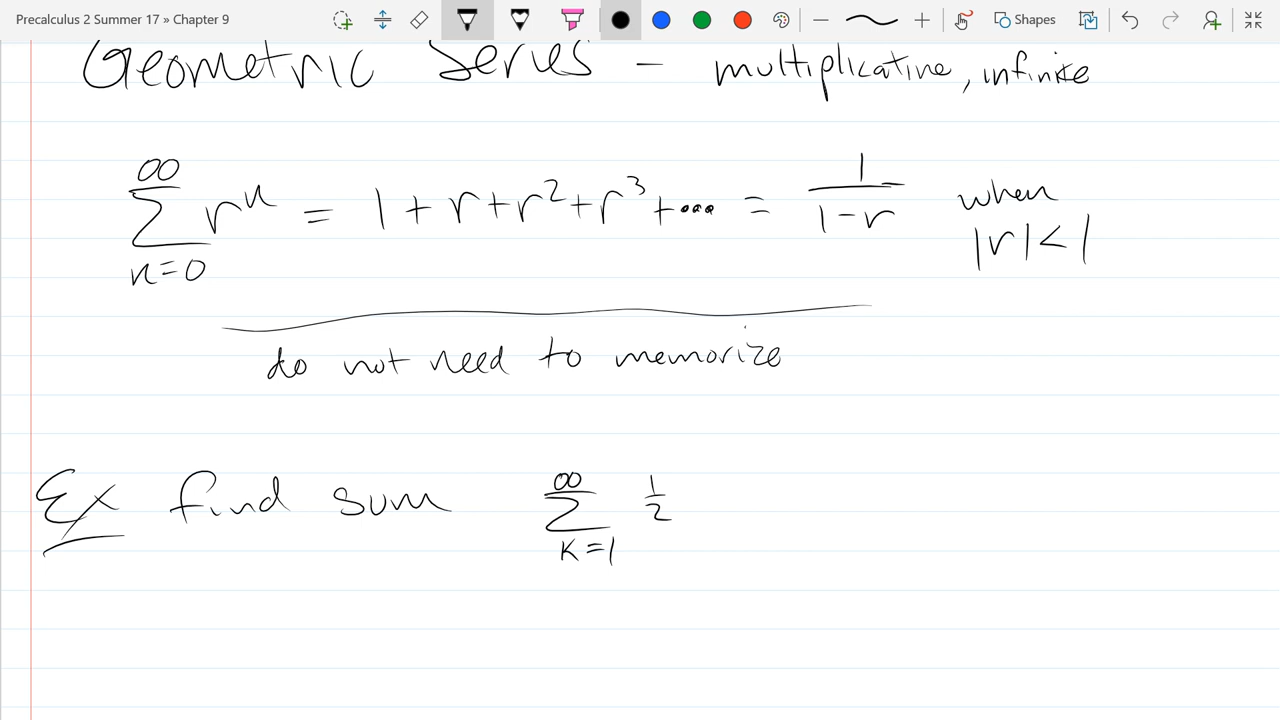 Precalculus 2 Summer 17 » Chapter 9
Shapes
Geometric Series - multiplicative, infinite
∞
∑ rⁿ = 1 + r + r² + r³ + ... = 1/(1-r) when |r| < 1
n=0
do not need to memorize
Ex find sum ∑ 1/2
∞
K=1